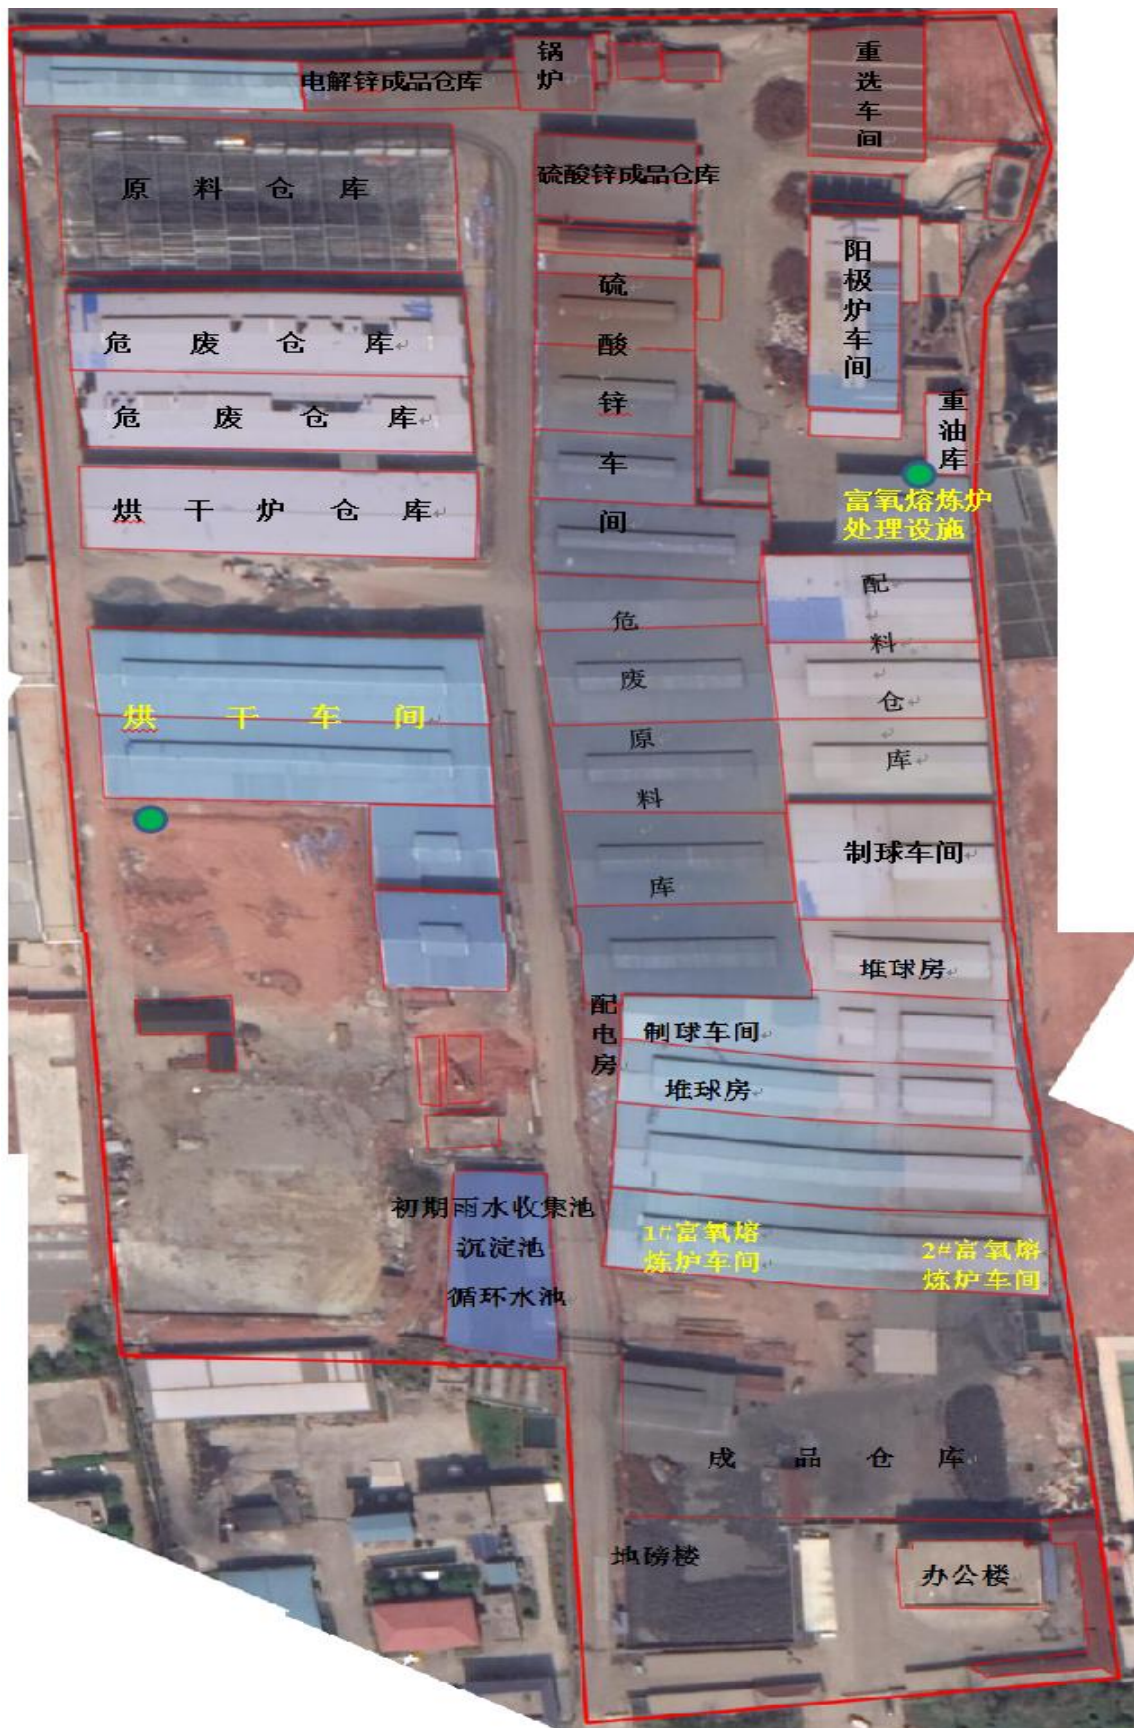 电解锌成品仓库
锅炉
重选车间
原料仓库
硫酸锌成品仓库
阳极炉车间
危废仓库
危废仓库
烘干炉仓库
硫酸锌车间
重油库
富氧熔炼炉
处理设施
配料仓库
危废原料库
烘干车间
制球车间
堆球房
配电房
制球车间
堆球房
初期雨水收集池
沉淀池
循环水池
1#富氧熔
炼炉车间
2#富氧熔
炼炉车间
成品仓库
地磅楼
办公楼